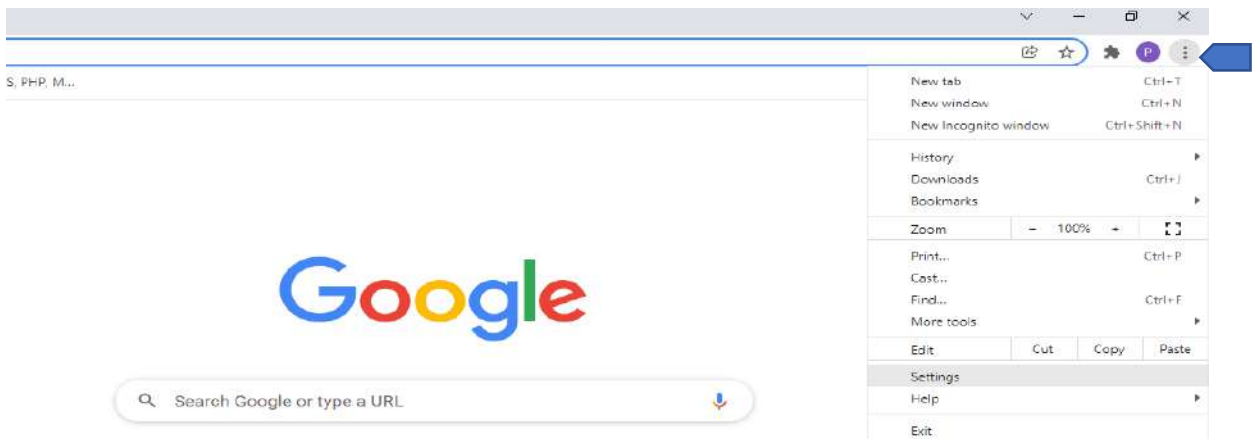 P
S, PHP, M...
New tab Ctrl+T
New window Ctrl+N
New Incognito window Ctrl+Shift+N
History
Downloads Ctrl+J
Bookmarks
Zoom - 100% +
Print... Ctrl+P
Cast...
Find... Ctrl+F
More tools
Edit Cut Copy Paste
Settings
Help
Exit
Google
Search Google or type a URL